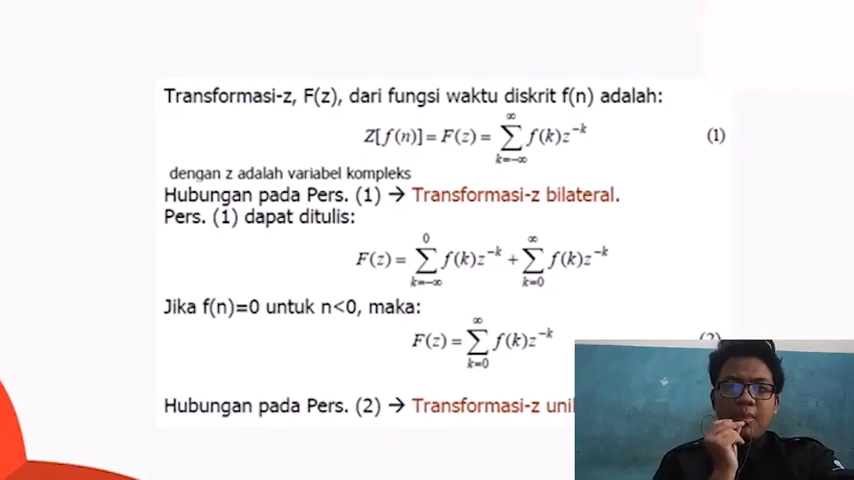 Transformasi-z, F(z), dari fungsi waktu diskrit f(n) adalah:
Z[f(n)] = F(z) = ∑_{k=-∞}^{∞} f(k)z^{-k} (1)
dengan z adalah variabel kompleks
Hubungan pada Pers. (1) → Transformasi-z bilateral.
Pers. (1) dapat ditulis:
F(z) = ∑_{k=-∞}^{0} f(k)z^{-k} + ∑_{k=0}^{∞} f(k)z^{-k}
Jika f(n)=0 untuk n<0, maka:
F(z) = ∑_{k=0}^{∞} f(k)z^{-k}
Hubungan pada Pers. (2) → Transformasi-z